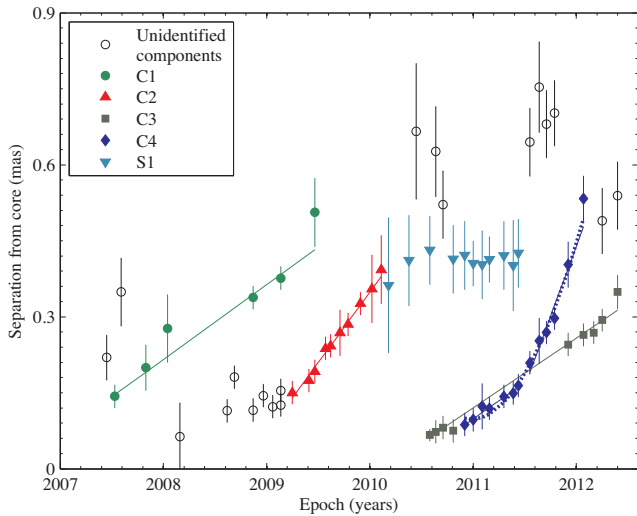 0.9
0.6
0.3
0
Separation from core (mas)
Unidentified
components
C1
C2
C3
C4
S1
2007 2008 2009 2010 2011 2012
Epoch (years)